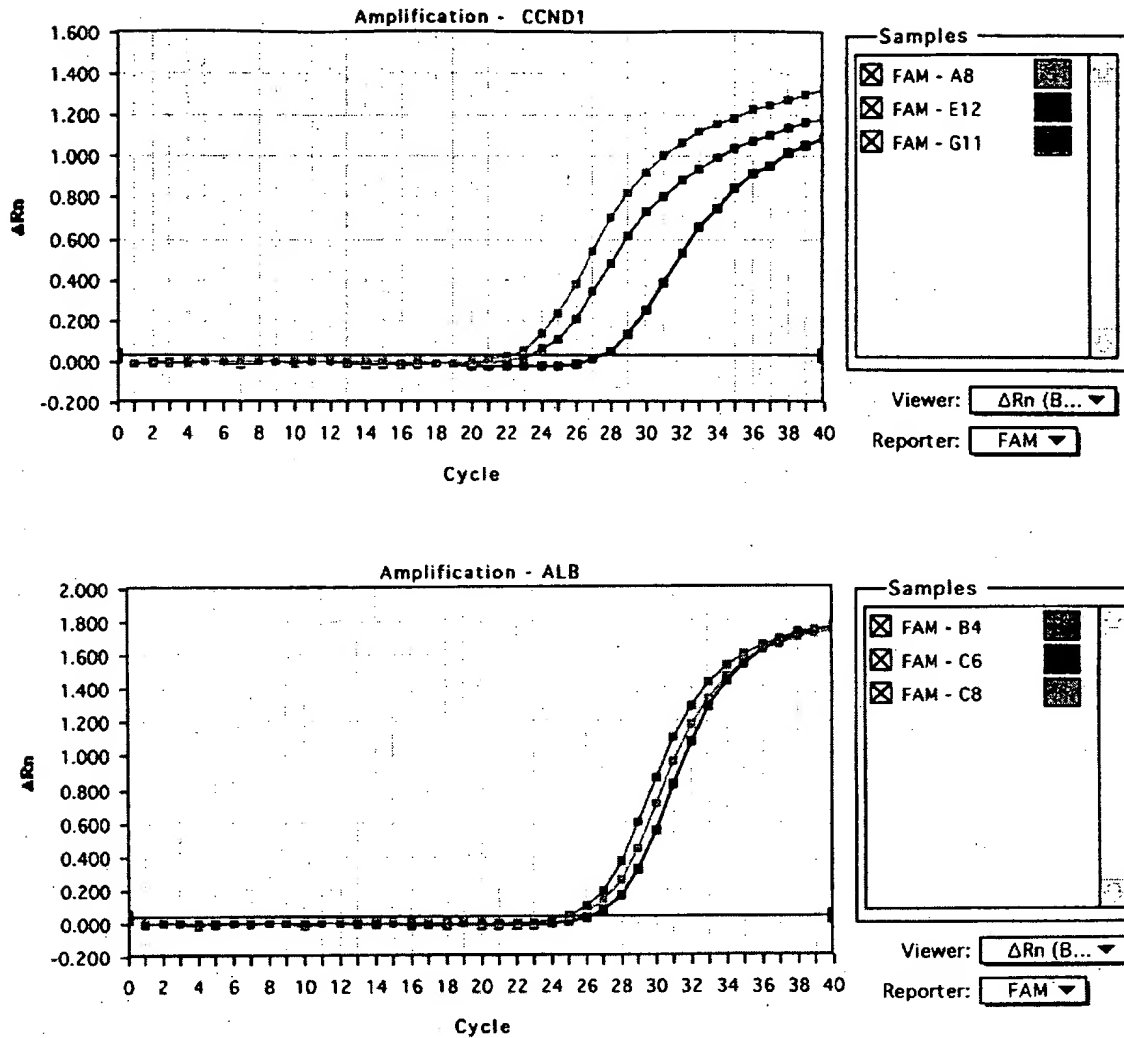 Amplification - CCND1
1.600
1.400
1.200
1.000
0.800
0.600
0.400
0.200
0.000
-0.200
ΔRn
0 2 4 6 8 10 12 14 16 18 20 22 24 26 28 30 32 34 36 38 40
Cycle
Samples
FAM - A8
FAM - E12
FAM - G11
Viewer: ΔRn (B...
Reporter: FAM
Amplification - ALB
2.000
1.800
1.600
1.400
1.200
1.000
0.800
0.600
0.400
0.200
0.000
-0.200
ΔRn
0 2 4 6 8 10 12 14 16 18 20 22 24 26 28 30 32 34 36 38 40
Cycle
Samples
FAM - B4
FAM - C6
FAM - C8
Viewer: ΔRn (B...
Reporter: FAM